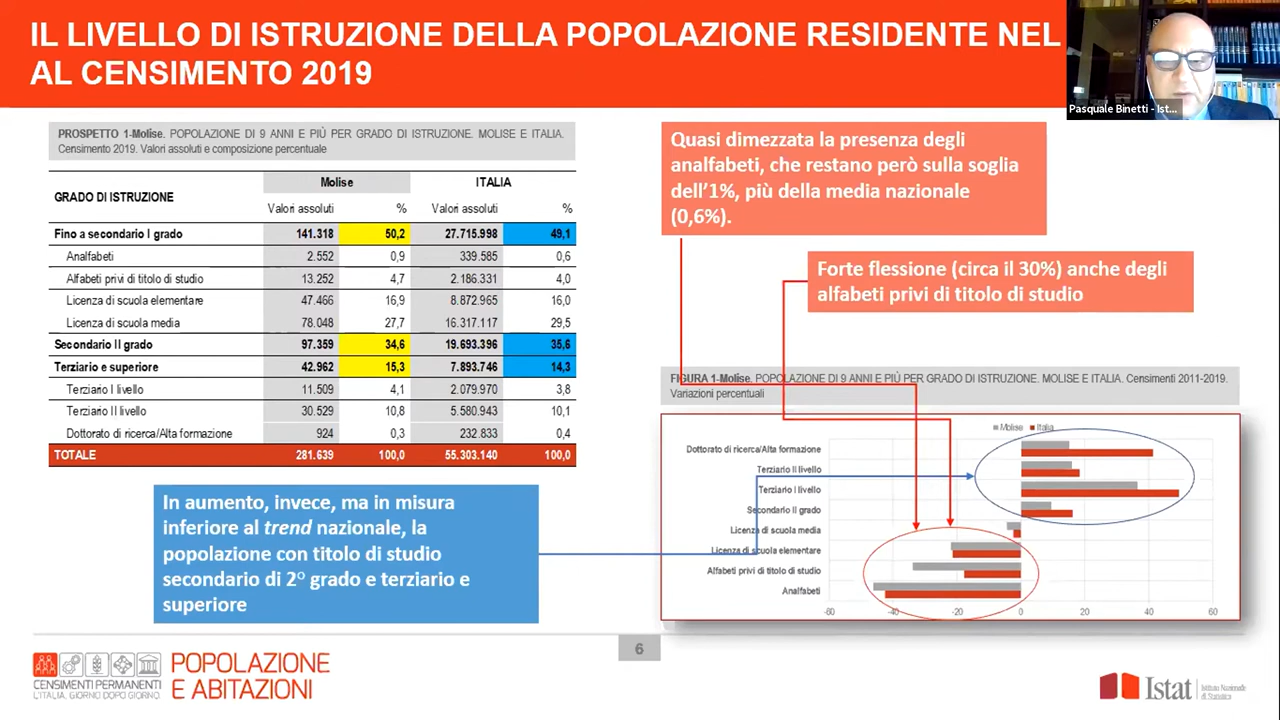 IL LIVELLO DI ISTRUZIONE DELLA POPOLAZIONE RESIDENTE NEL
AL CENSIMENTO 2019
Pasquale Binetti - Ist...
PROSPETTO 1-Molise. POPOLAZIONE DI 9 ANNI E PIÙ PER GRADO DI ISTRUZIONE. MOLISE E ITALIA.
Censimento 2019. Valori assoluti e composizione percentuale
GRADO DI ISTRUZIONE Molise ITALIA
Valori assoluti % Valori assoluti %
Fino a secondario I grado 141.318 50,2 27.715.998 49,1
Analfabeti 2.552 0,9 339.585 0,6
Alfabeti privi di titolo di studio 13.252 4,7 2.186.331 4,0
Licenza di scuola elementare 47.466 16,9 8.872.965 16,0
Licenza di scuola media 78.048 27,7 16.317.117 29,5
Secondario II grado 97.359 34,6 19.693.396 35,6
Terziario e superiore 42.962 15,3 7.893.746 14,3
Terziario I livello 11.509 4,1 2.079.970 3,8
Terziario II livello 30.529 10,8 5.580.943 10,1
Dottorato di ricerca/Alta formazione 924 0,3 232.833 0,4
TOTALE 281.639 100,0 55.303.140 100,0
Quasi dimezzata la presenza degli
analfabeti, che restano però sulla soglia
dell'1%, più della media nazionale
(0,6%).
Forte flessione (circa il 30%) anche degli
alfabeti privi di titolo di studio
FIGURA 1-Molise. POPOLAZIONE DI 9 ANNI E PIÙ PER GRADO DI ISTRUZIONE. MOLISE E ITALIA. Censimenti 2011-2019.
Variazioni percentuali
Molise Italia
Dottorato di ricerca/Alta formazione
Terziario II livello
Terziario I livello
Secondario II grado
Licenza di scuola media
Licenza di scuola elementare
Alfabeti privi di titolo di studio
Analfabeti
-60 -40 -20 0 20 40 60
In aumento, invece, ma in misura
inferiore al trend nazionale, la
popolazione con titolo di studio
secondario di 2° grado e terziario e
superiore
6
CENSIMENTI PERMANENTI
L'ITALIA, GIORNO DOPO GIORNO
POPOLAZIONE
E ABITAZIONI
Istat
Istituto Nazionale
di Statistica